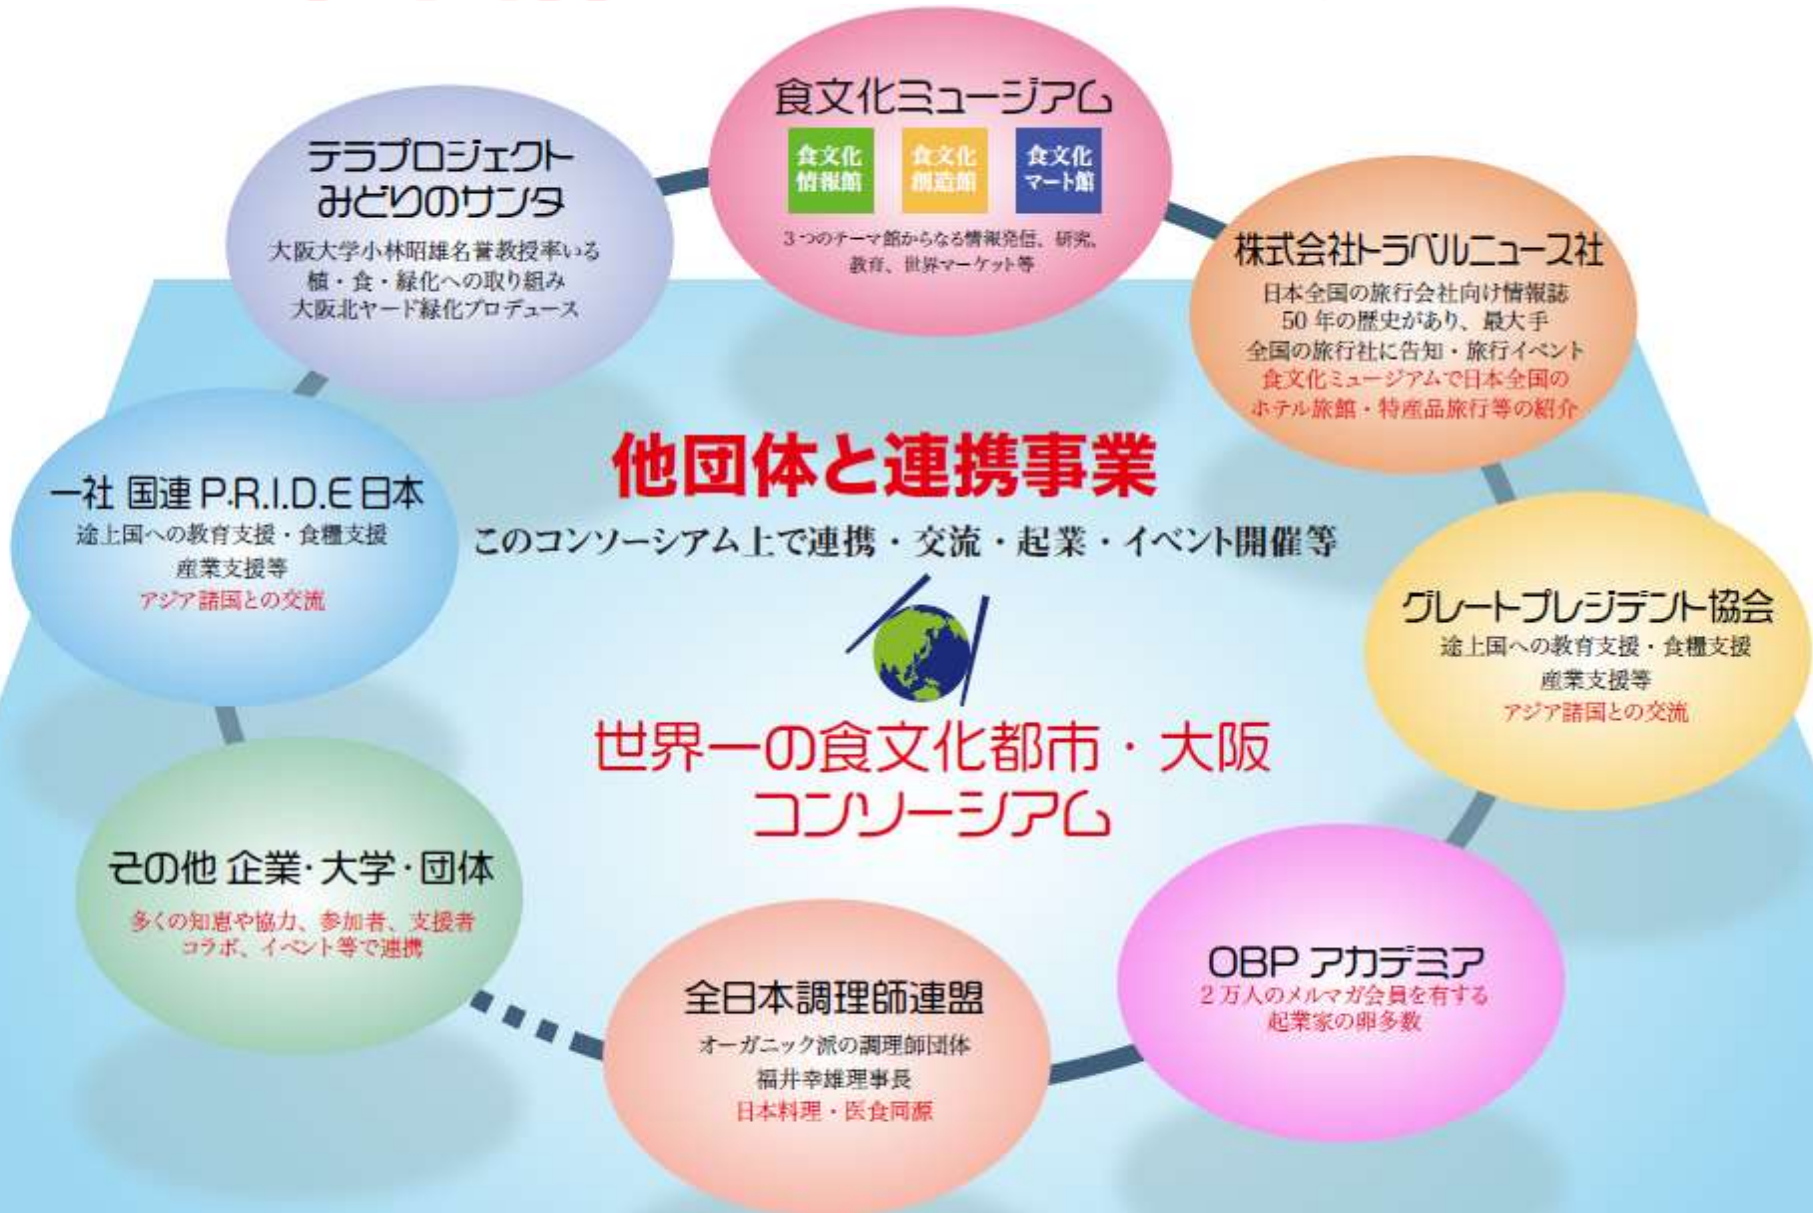 食文化ミュージアム
食文化
情報館
食文化
創造館
食文化
マート館
3つのテーマ館からなる情報発信、研究、
教育、世界マーケット等
テラプロジェクト
みどりのサンタ
大阪大学小林昭雄名誉教授率いる
植・食・緑化への取り組み
大阪北ヤード緑化プロデュース
株式会社トラベルニュース社
日本全国の旅行会社向け情報誌
50年の歴史があり、最大手
全国の旅行社に告知・旅行イベント
食文化ミュージアムで日本全国の
ホテル旅館・特産品旅行等の紹介
他団体と連携事業
このコンソーシアム上で連携・交流・起業・イベント開催等
一社 国連 P.R.I.D.E 日本
途上国への教育支援・食糧支援
産業支援等
アジア諸国との交流
グレートプレジデント協会
途上国への教育支援・食糧支援
産業支援等
アジア諸国との交流
世界一の食文化都市・大阪
コンソーシアム
その他 企業・大学・団体
多くの知恵や協力、参加者、支援者
コラボ、イベント等で連携
全日本調理師連盟
オーガニック派の調理師団体
福井幸雄理事長
日本料理・医食同源
OBP アカデミア
2万人のメルマガ会員を有する
起業家の卵多数